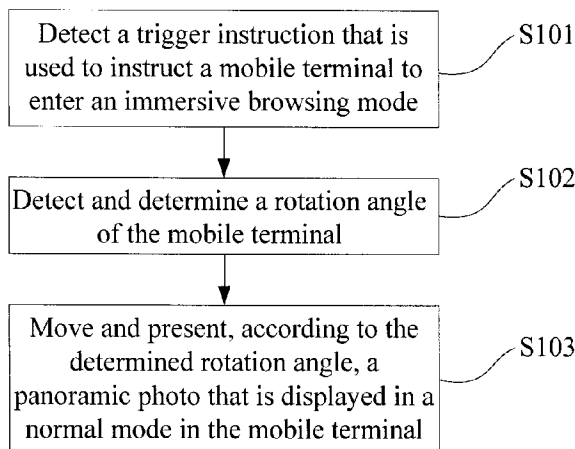 Detect a trigger instruction that is
used to instruct a mobile terminal to
enter an immersive browsing mode
S101
Detect and determine a rotation angle
of the mobile terminal
S102
Move and present, according to the
determined rotation angle, a
panoramic photo that is displayed in a
normal mode in the mobile terminal
S103